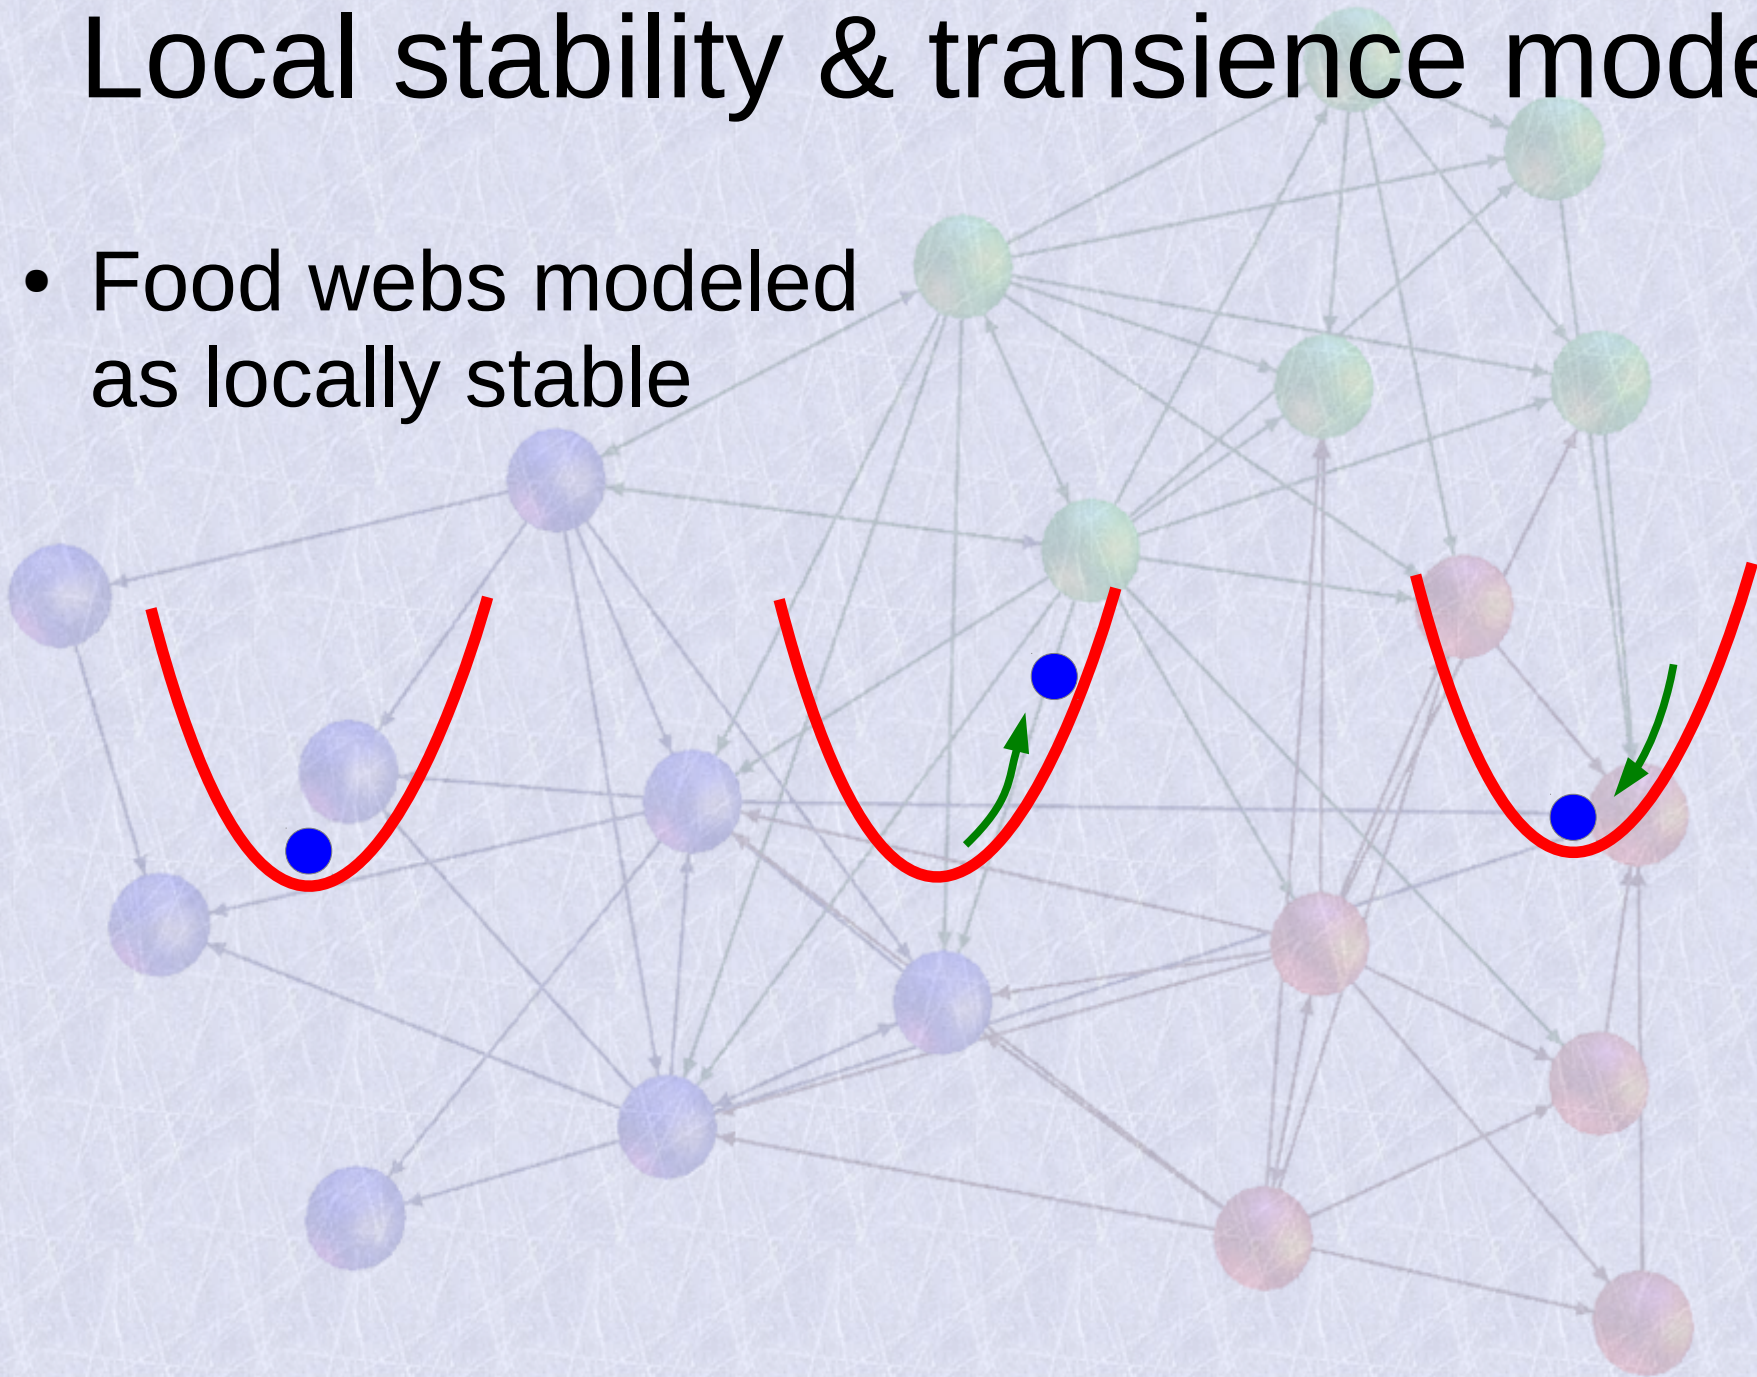 Local stability & transience mode
• Food webs modeled
as locally stable